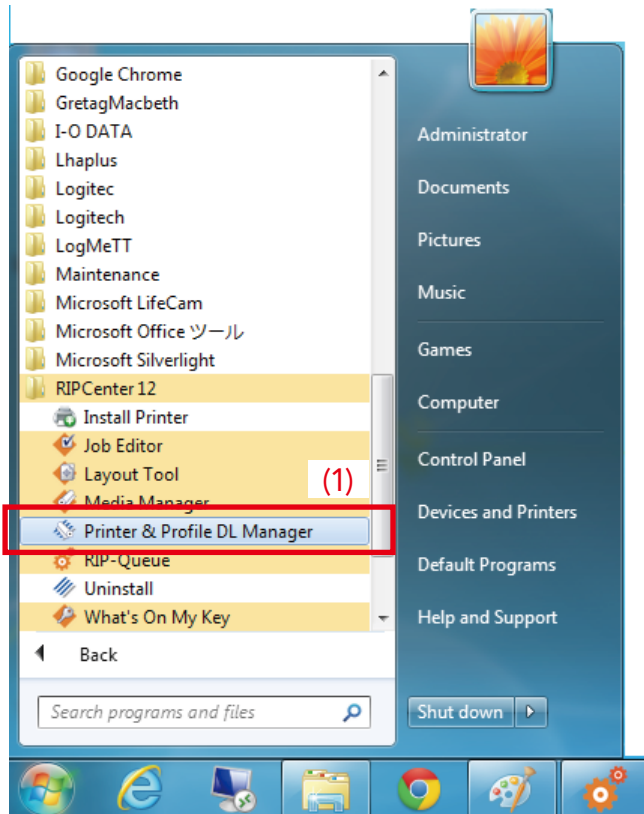 Google Chrome
GretagMacbeth
I-O DATA
Lhaplus
Logitec
Logitech
LogMeTT
Maintenance
Microsoft LifeCam
Microsoft Office ツール
Microsoft Silverlight
RIPCenter 12
Install Printer
Job Editor
Layout Tool
(1)
Media Manager
Printer & Profile DL Manager
RIP-Queue
Uninstall
What's On My Key
Back
Search programs and files
Administrator
Documents
Pictures
Music
Games
Computer
Control Panel
Devices and Printers
Default Programs
Help and Support
Shut down